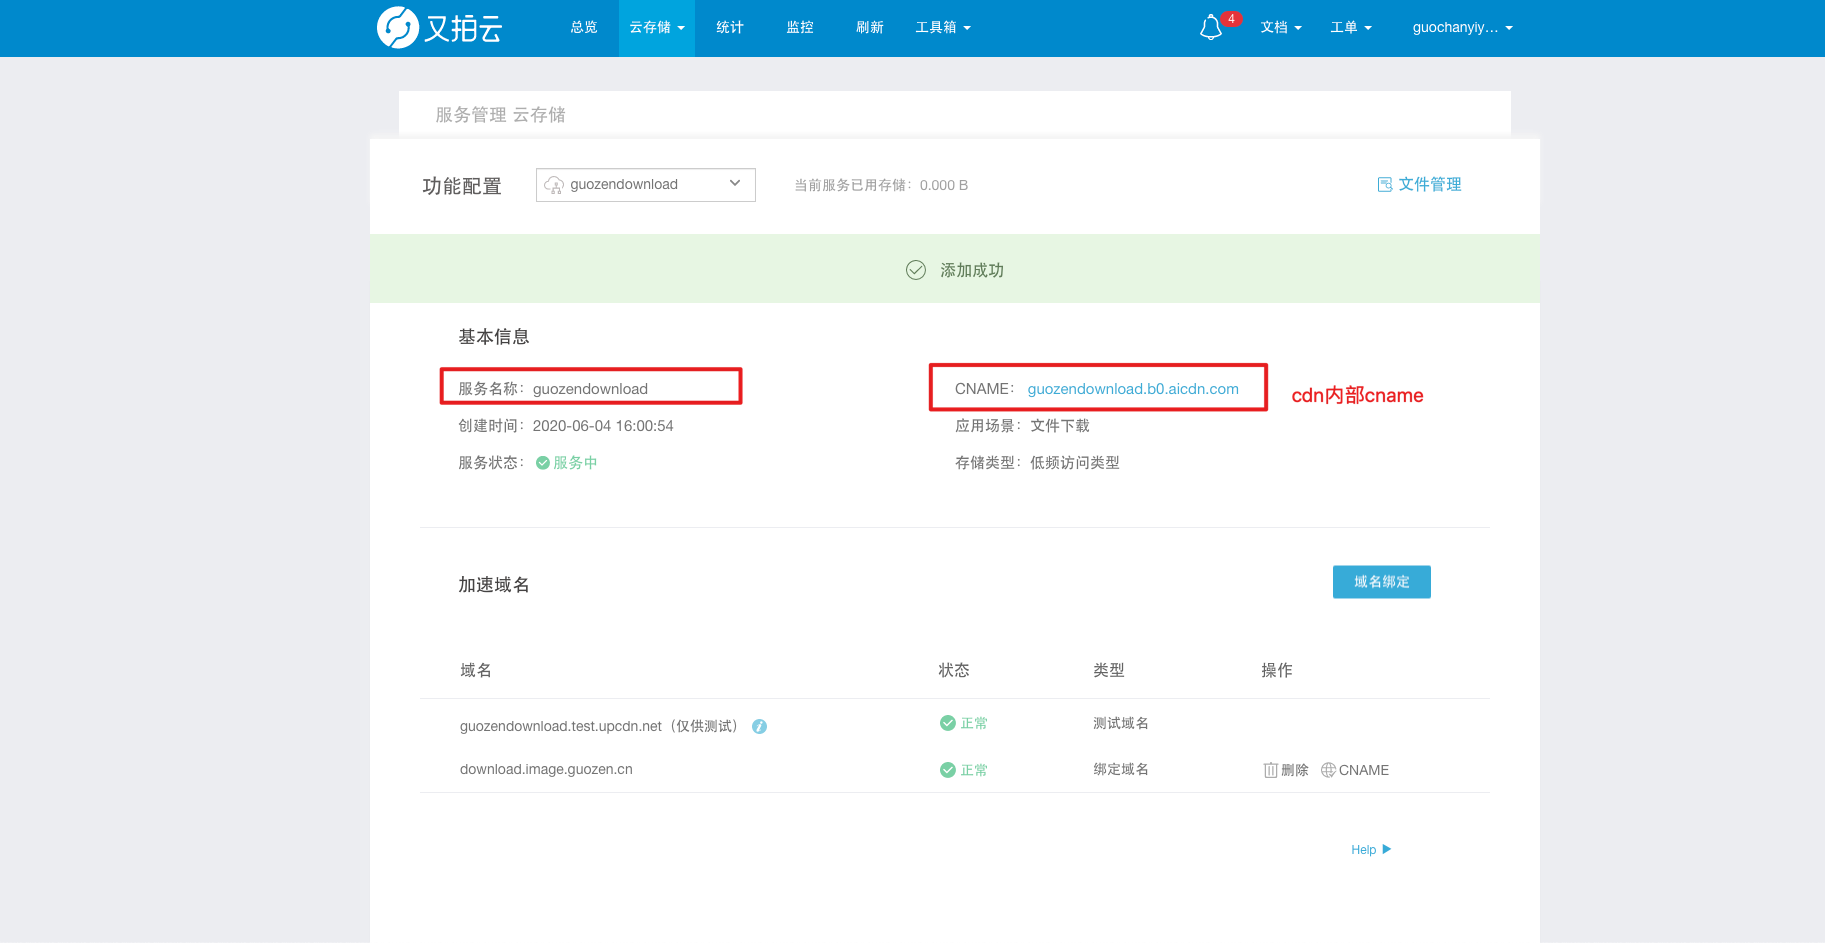 又拍云 总览 云存储 统计 监控 刷新 工具箱 4 文档 工单 guochanyiy...
服务管理 云存储
功能配置 guozendownload 当前服务已用存储：0.000 B 文件管理
添加成功
基本信息
服务名称：guozendownload CNAME：guozendownload.b0.aicdn.com cdn内部cname
创建时间：2020-06-04 16:00:54 应用场景：文件下载
服务状态：服务中 存储类型：低频访问类型
加速域名 域名绑定
域名 状态 类型 操作
guozendownload.test.upcdn.net（仅供测试） 正常 测试域名
download.image.guozen.cn 正常 绑定域名 删除 CNAME
Help